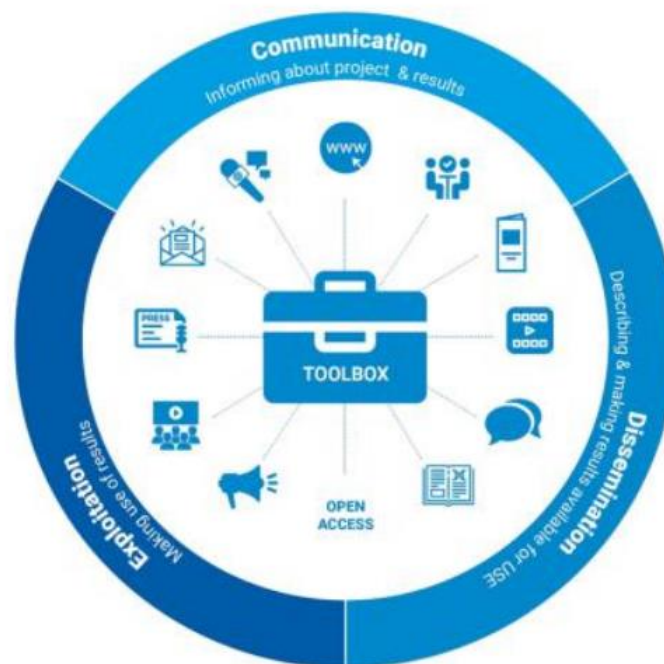 Communication
Informing about project & results
www
PRESS
TOOLBOX
OPEN
ACCESS
Dissemination
Describing & making results available for USE
Exploitation
Making use of results